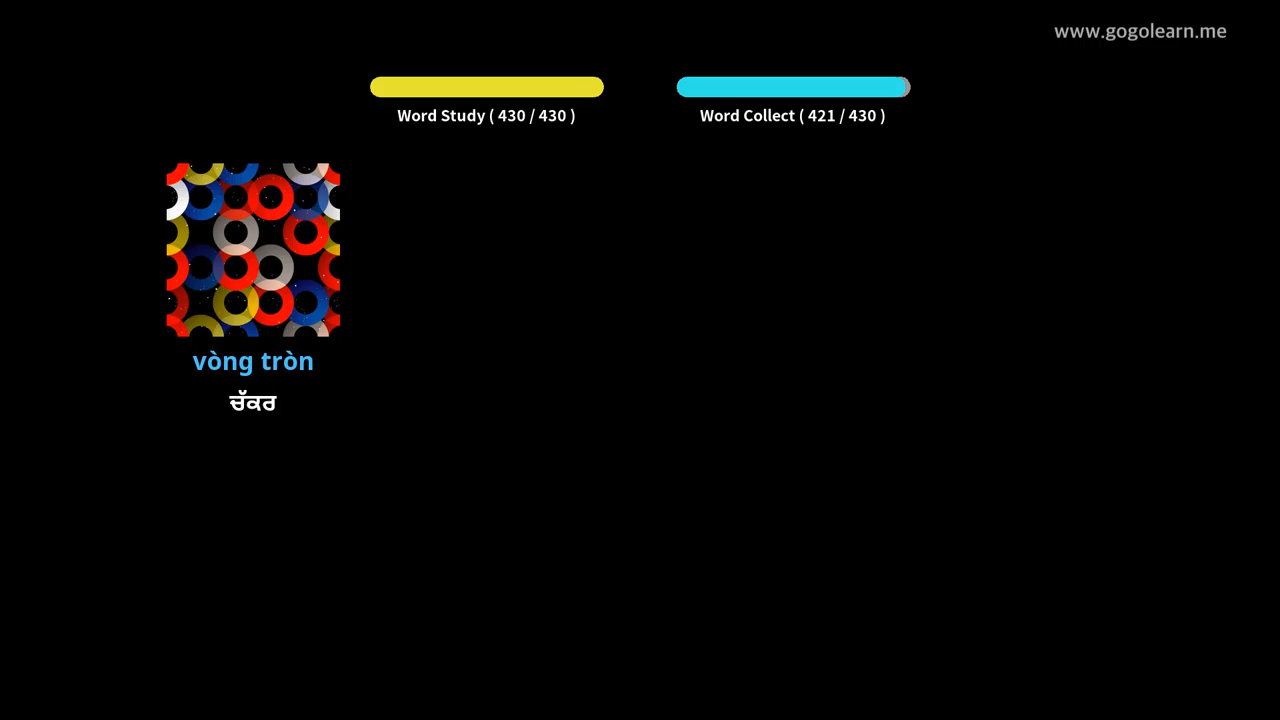 www.gogolearn.me
Word Study ( 430 / 430 )
Word Collect ( 421 / 430 )
vòng tròn
ਚੱਕਰ